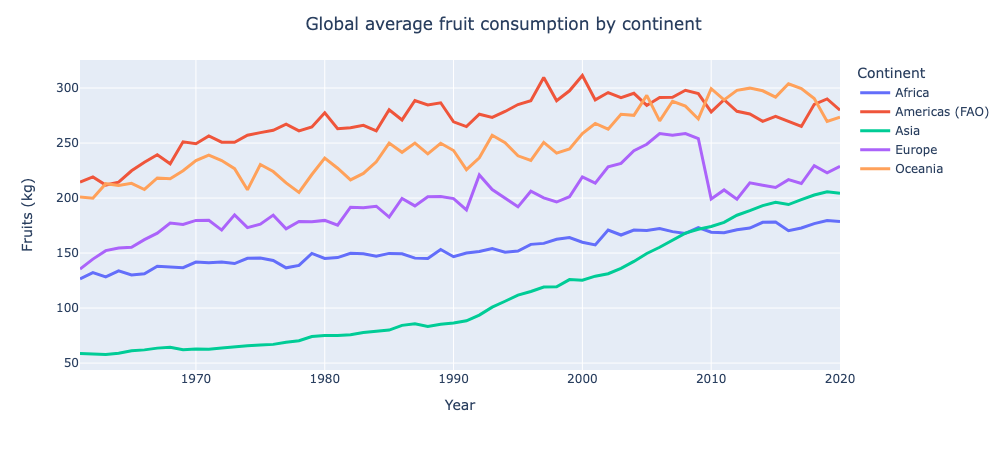 Global average fruit consumption by continent
Continent
Africa
Americas (FAO)
Asia
Europe
Oceania
Fruits (kg)
300
250
200
150
100
50
1970
1980
1990
2000
2010
2020
Year